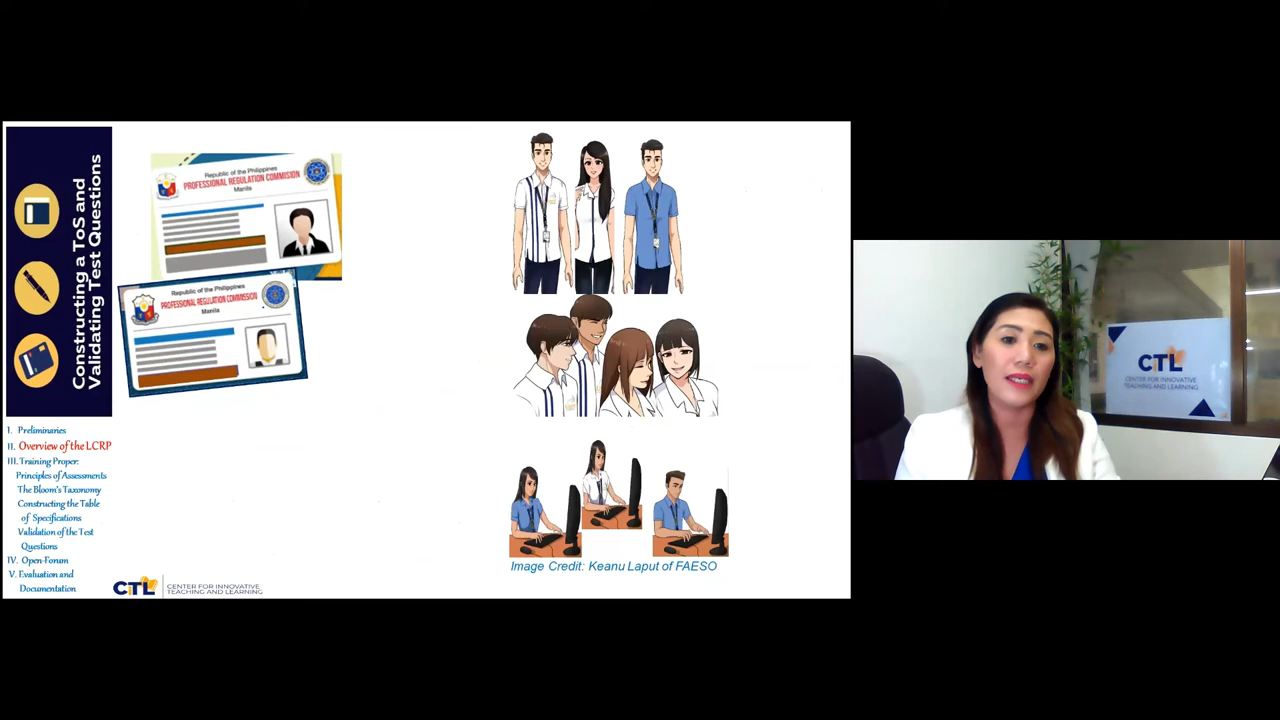 Constructing a ToS and
Validating Test Questions
I. Preliminaries
II. Overview of the LCRP
III. Training Proper:
Principles of Assessments
The Bloom's Taxonomy
Constructing the Table
of Specifications
Validation of the Test
Questions
IV. Open Forum
V. Evaluation and
Documentation
Republic of the Philippines
PROFESSIONAL REGULATION COMMISSION
Manila
Republic of the Philippines
PROFESSIONAL REGULATION COMMISSION
Manila
Image Credit: Keanu Laput of FAESO
CiTL
CENTER FOR INNOVATIVE
TEACHING AND LEARNING
CiTL
CENTER FOR INNOVATIVE
TEACHING AND LEARNING